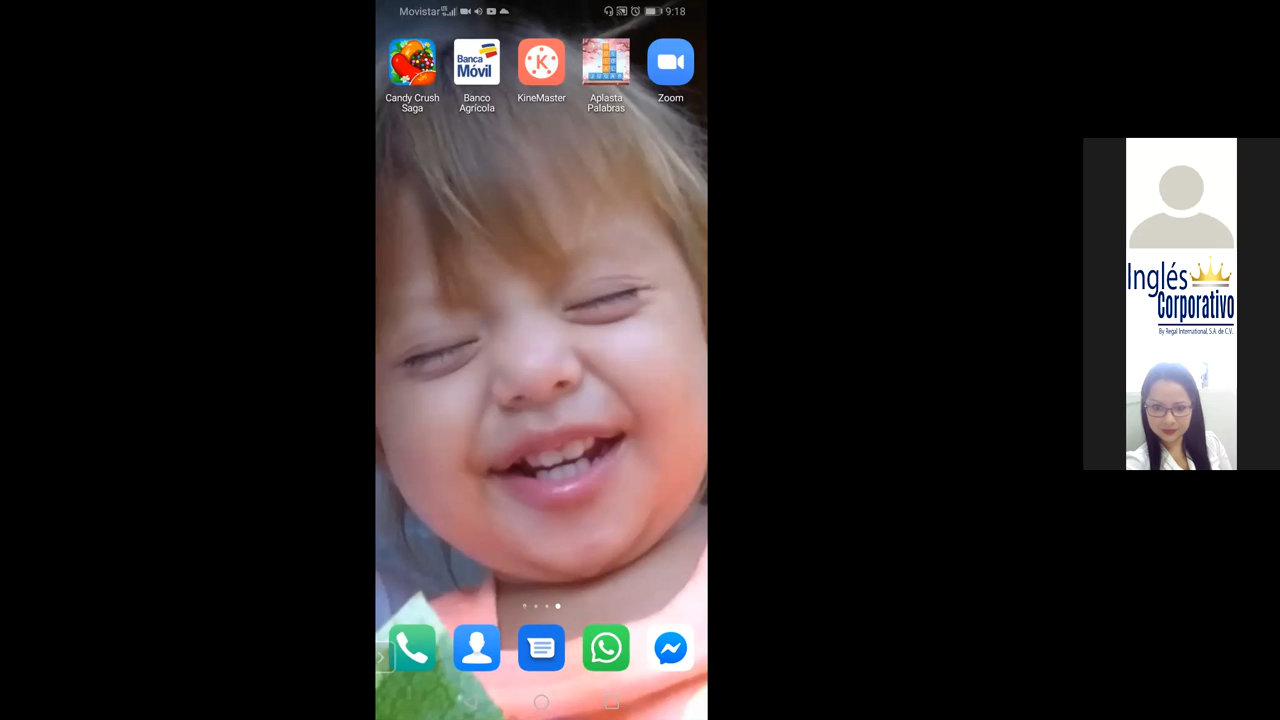 Movistar 9:18
Banca
Móvil
K
Candy Crush
Saga
Banco
Agrícola
KineMaster
Aplasta
Palabras
Zoom
Inglés
Corporativo
By Regal International, S.A. de C.V.